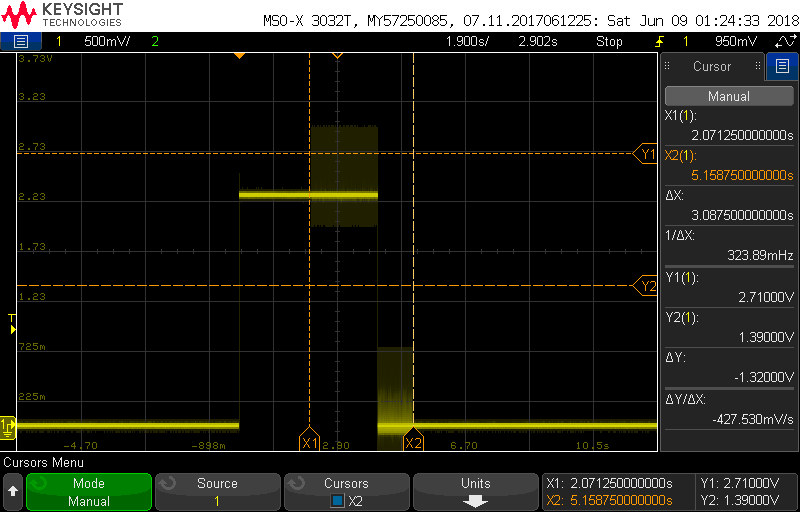 KEYSIGHT
TECHNOLOGIES
MSO-X 3032T, MY57250085, 07.11.2017061225: Sat Jun 09 01:24:33 2018
1 500mV/ 2 1.900s/ 2.902s Stop 1 950mV
3.73V
3.23
2.73
2.23
1.73
1.23
725m
225m
-4.70 -898m 2.90 6.70 10.5s
Y1
Y2
X1
X2
T
1
Cursor
Manual
X1(1):
2.071250000000s
X2(1):
5.158750000000s
ΔX:
3.087500000000s
1/ΔX:
323.89mHz
Y1(1):
2.71000V
Y2(1):
1.39000V
ΔY:
-1.32000V
ΔY/ΔX:
-427.530mV/s
Cursors Menu
Mode
Manual
Source
1
Cursors
X2
Units
X1: 2.071250000000s
X2: 5.158750000000s
Y1: 2.71000V
Y2: 1.39000V